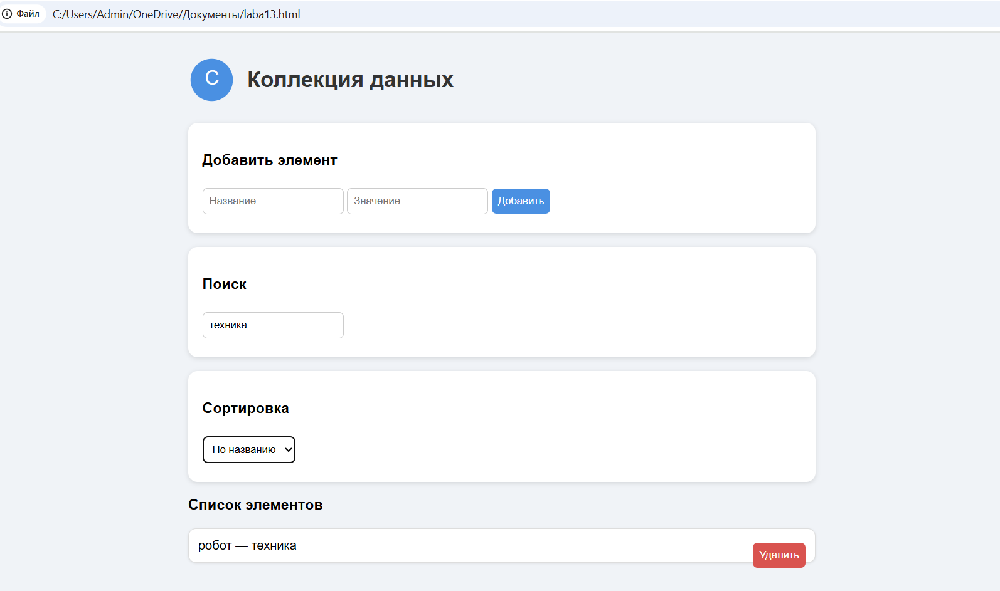 Файл C:/Users/Admin/OneDrive/Документы/laba13.html
C Коллекция данных
Добавить элемент
Название Значение Добавить
Поиск
техника
Сортировка
По названию
Список элементов
робот — техника
Удалить